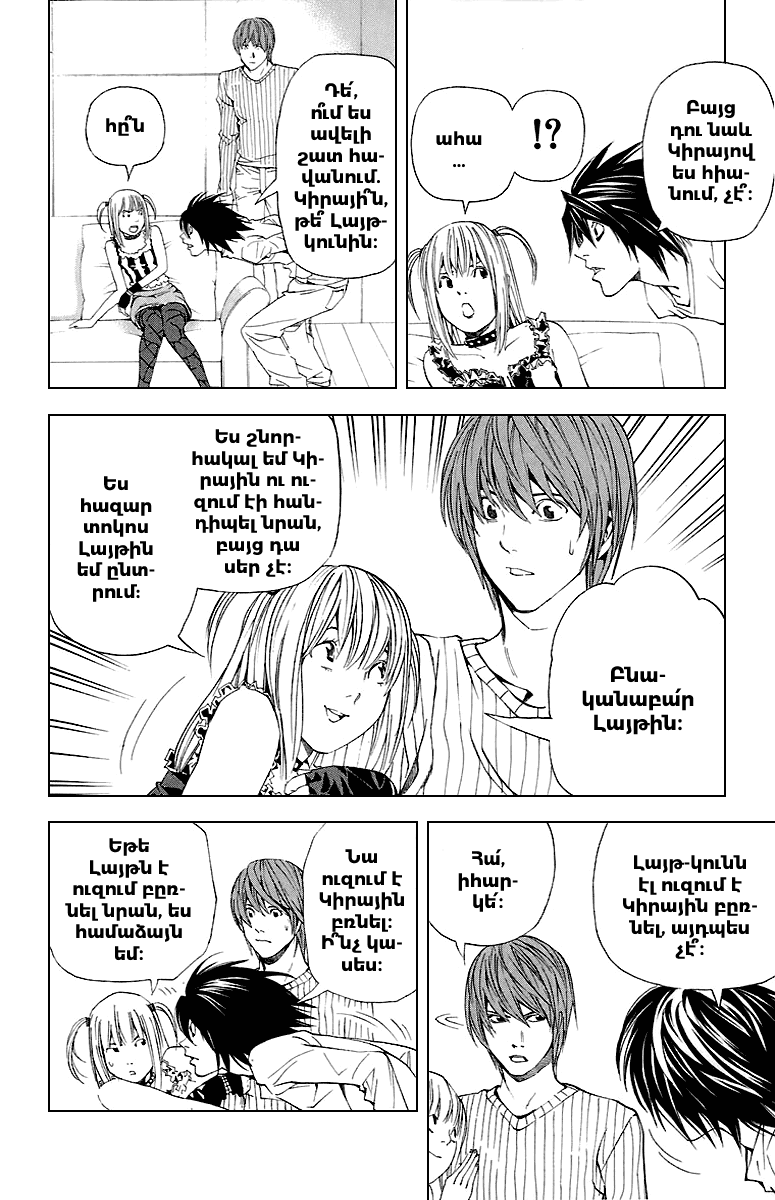 Բայց
դու նաև
Կիրայով
ես հիա-
նում, չէ՞:
!?
ահա
...
Դե՛,
ո՞ւմ ես
ավելի
շատ հա-
վանում.
Կիրայի՞ն,
թե՞ Լայթ-
կունին:
հը՞ն
Բնա-
կանաբա՛ր
Լայթին:
Ես շնոր-
հակալ եմ Կի-
րային ու ու-
զում էի հան-
դիպել նրան,
բայց դա
սեր չէ:
Ես
հազար
տոկոս
Լայթին
եմ ընտ-
րում:
Լայթ-կունն
էլ ուզում է
Կիրային բըռ-
նել, այդպես
չէ՞:
Հա՛,
իհար-
կե՛:
Նա
ուզում է
Կիրային
բռնել:
Ի՞նչ կա-
սես:
Եթե
Լայթն է
ուզում բըռ-
նել նրան, ես
համաձայն
եմ: